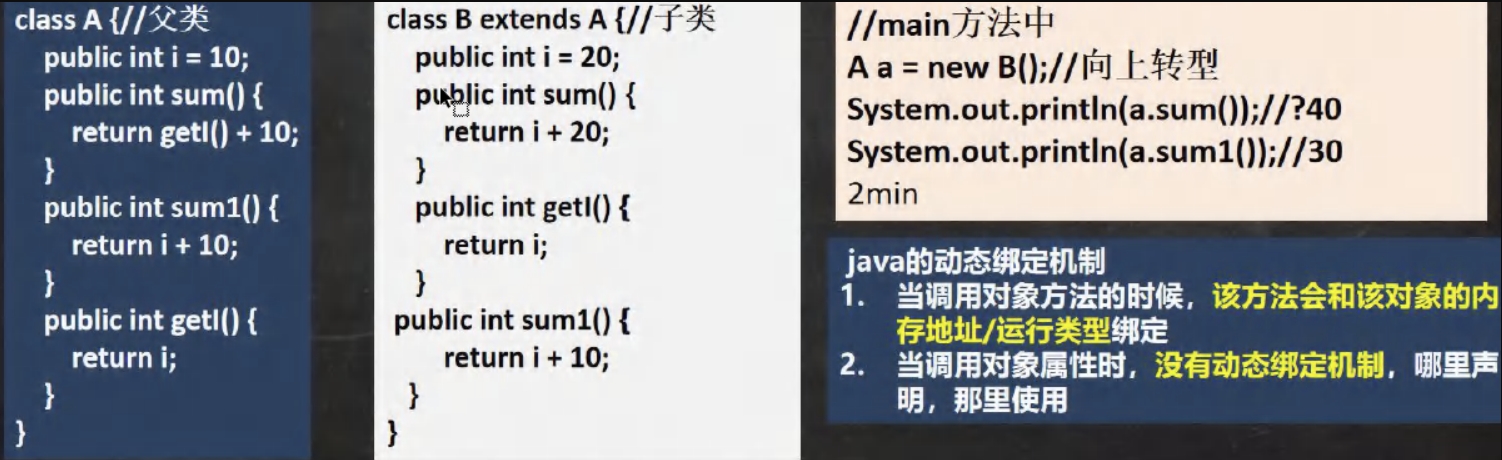 class A {//父类
public int i = 10;
public int sum() {
return getI() + 10;
}
public int sum1() {
return i + 10;
}
public int getI() {
return i;
}
}
class B extends A {//子类
public int i = 20;
public int sum() {
return i + 20;
}
public int getI() {
return i;
}
public int sum1() {
return i + 10;
}
}
//main方法中
A a = new B();//向上转型
System.out.println(a.sum());//?40
System.out.println(a.sum1());//30
2min
java的动态绑定机制
1. 当调用对象方法的时候，该方法会和该对象的内
存地址/运行类型绑定
2. 当调用对象属性时，没有动态绑定机制，哪里声
明，那里使用